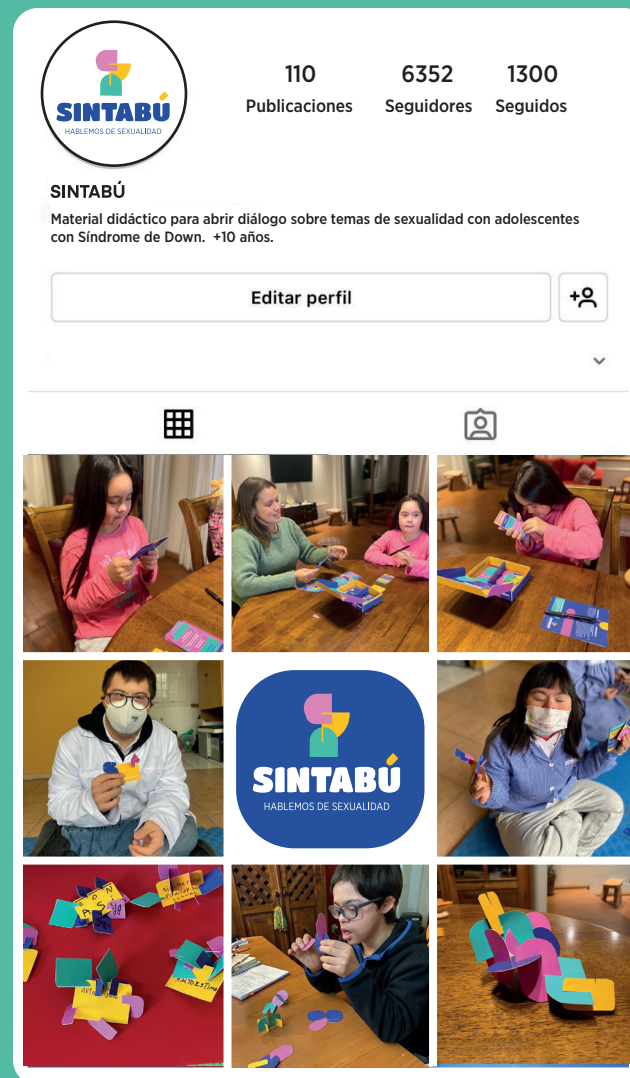 SINTABÚ
HABLEMOS DE SEXUALIDAD
110
Publicaciones
6352
Seguidores
1300
Seguidos
SINTABÚ
Material didáctico para abrir diálogo sobre temas de sexualidad con adolescentes
con Síndrome de Down. +10 años.
Editar perfil
SINTABÚ
HABLEMOS DE SEXUALIDAD